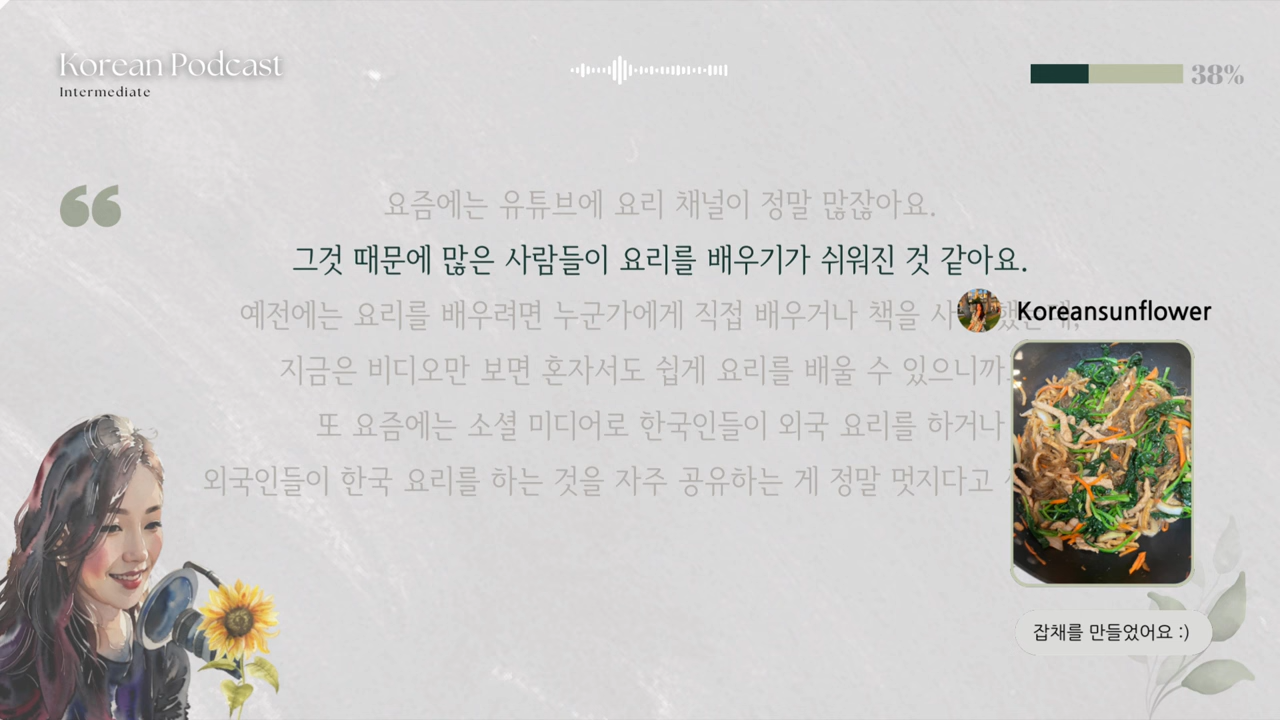 Korean Podcast
Intermediate
38%
“
요즘에는 유튜브에 요리 채널이 정말 많잖아요.
그것 때문에 많은 사람들이 요리를 배우기가 쉬워진 것 같아요.
예전에는 요리를 배우려면 누군가에게 직접 배우거나 책을
Koreansunflower
지금은 비디오만 보면 혼자서도 쉽게 요리를 배울 수 있으니까
또 요즘에는 소셜 미디어로 한국인들이 외국 요리를 하거나
외국인들이 한국 요리를 하는 것을 자주 공유하는 게 정말 멋지다고
잡채를 만들었어요 :)